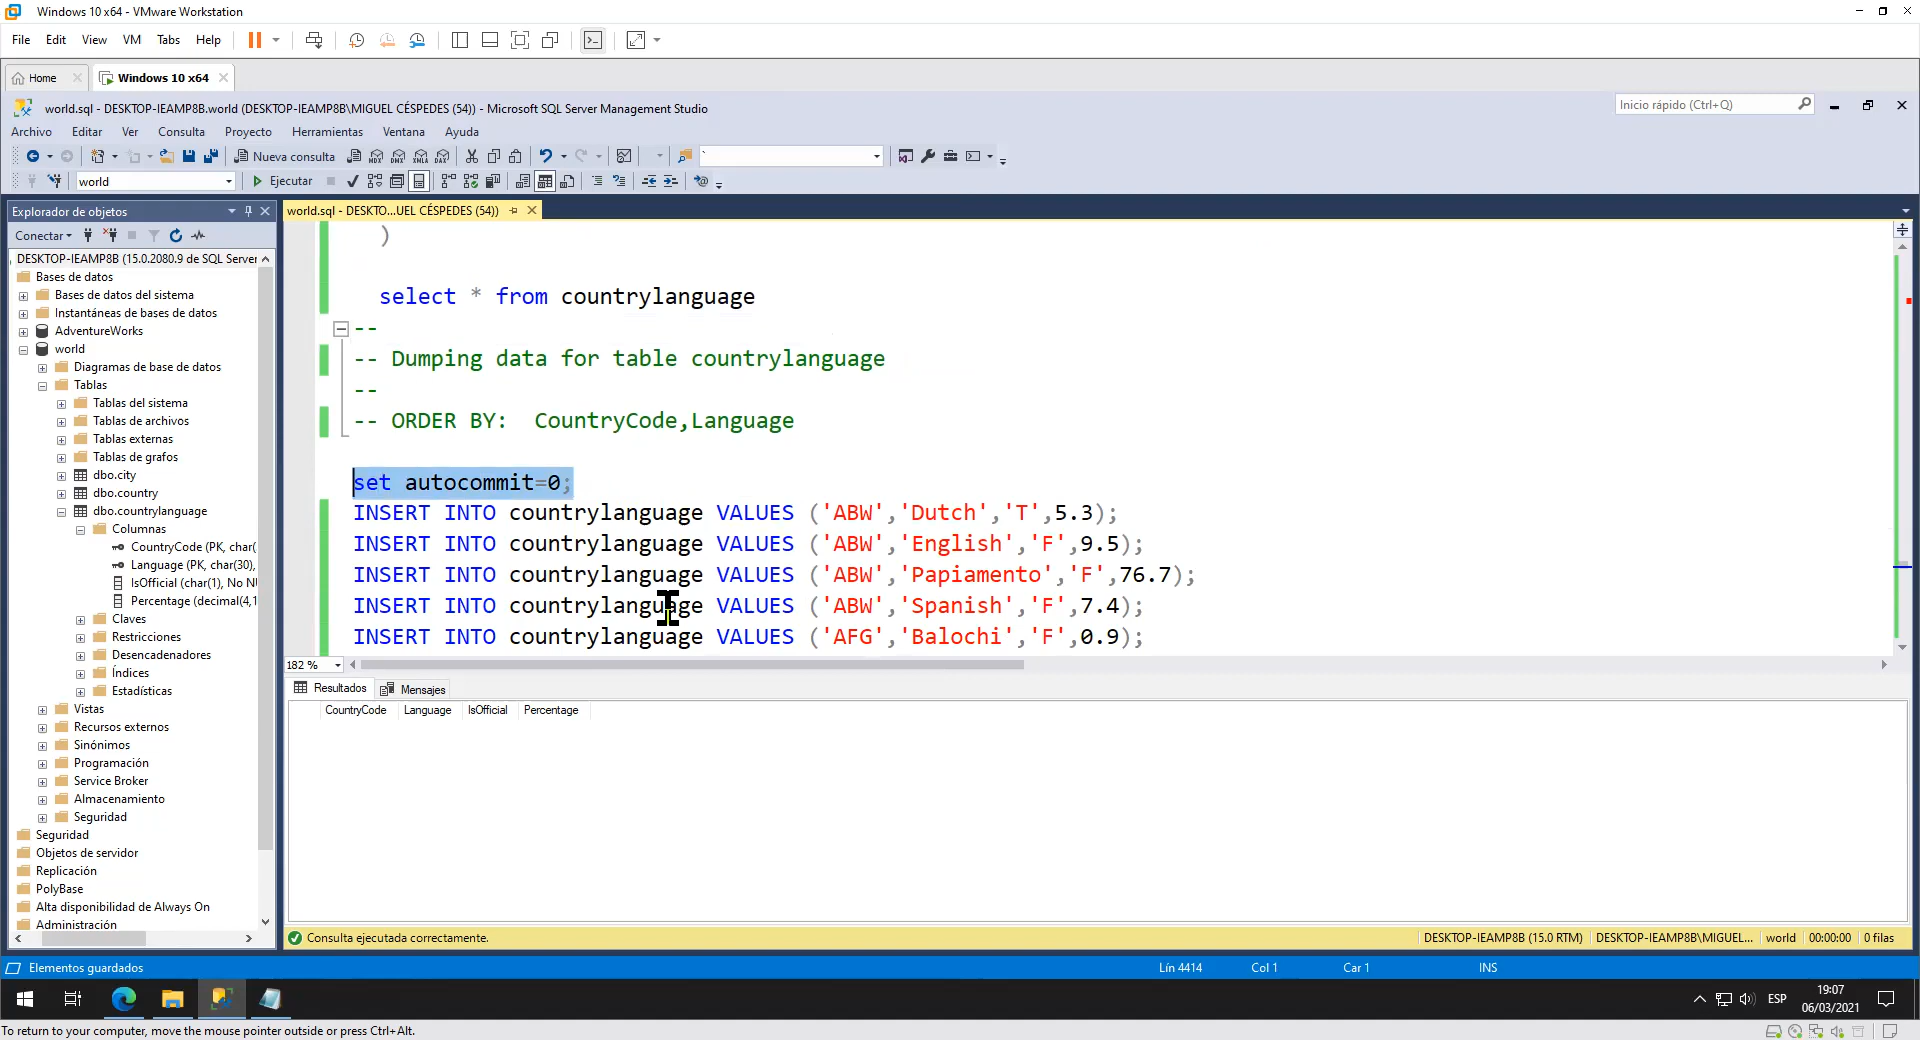 Windows 10 x64 - VMware Workstation
File Edit View VM Tabs Help
Home
Windows 10 x64
world.sql - DESKTOP-IEAMP8B.world (DESKTOP-IEAMP8B\MIGUEL CÉSPEDES (54)) - Microsoft SQL Server Management Studio
Inicio rápido (Ctrl+Q)
Archivo Editar Ver Consulta Proyecto Herramientas Ventana Ayuda
Nueva consulta
MDX DMX XMLA DAX
world
Ejecutar
Explorador de objetos
Conectar
DESKTOP-IEAMP8B (15.0.2080.9 de SQL Server
Bases de datos
Bases de datos del sistema
Instantáneas de bases de datos
AdventureWorks
world
Diagramas de base de datos
Tablas
Tablas del sistema
Tablas de archivos
Tablas externas
Tablas de grafos
dbo.city
dbo.country
dbo.countrylanguage
Columnas
CountryCode (PK, char(
Language (PK, char(30),
IsOfficial (char(1), No NU
Percentage (decimal(4,1
Claves
Restricciones
Desencadenadores
Índices
Estadísticas
Vistas
Recursos externos
Sinónimos
Programación
Service Broker
Almacenamiento
Seguridad
Seguridad
Objetos de servidor
Replicación
PolyBase
Alta disponibilidad de Always On
Administración
world.sql - DESKTO...UEL CÉSPEDES (54))
)
select * from countrylanguage
--
-- Dumping data for table countrylanguage
--
-- ORDER BY: CountryCode,Language
set autocommit=0;
INSERT INTO countrylanguage VALUES ('ABW','Dutch','T',5.3);
INSERT INTO countrylanguage VALUES ('ABW','English','F',9.5);
INSERT INTO countrylanguage VALUES ('ABW','Papiamento','F',76.7);
INSERT INTO countrylanguage VALUES ('ABW','Spanish','F',7.4);
INSERT INTO countrylanguage VALUES ('AFG','Balochi','F',0.9);
182 %
Resultados Mensajes
CountryCode Language IsOfficial Percentage
Consulta ejecutada correctamente.
DESKTOP-IEAMP8B (15.0 RTM) DESKTOP-IEAMP8B\MIGUEL... world 00:00:00 0 filas
Elementos guardados
Lín 4414 Col 1 Car 1 INS
ESP
19:07
06/03/2021
To return to your computer, move the mouse pointer outside or press Ctrl+Alt.